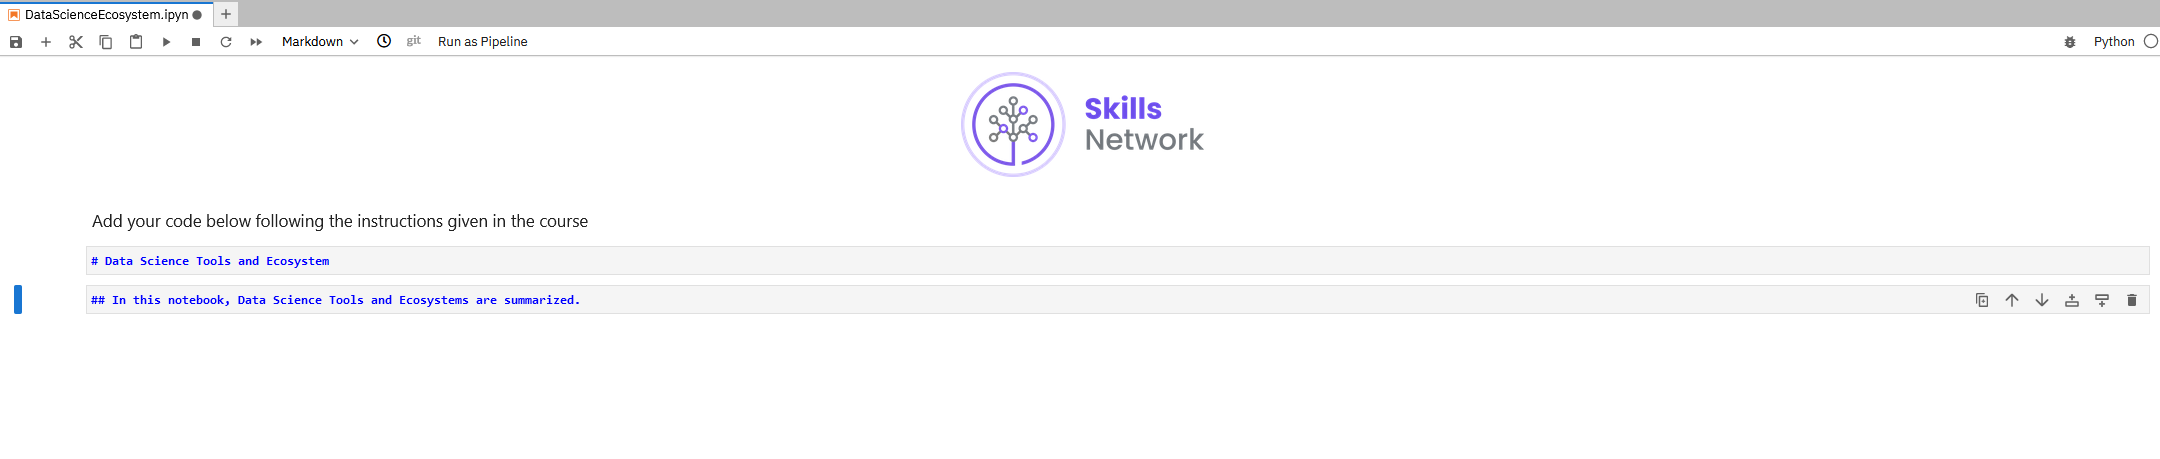 DataScienceEcosystem.ipyn
Markdown git Run as Pipeline Python
Skills
Network
Add your code below following the instructions given in the course
# Data Science Tools and Ecosystem
## In this notebook, Data Science Tools and Ecosystems are summarized.